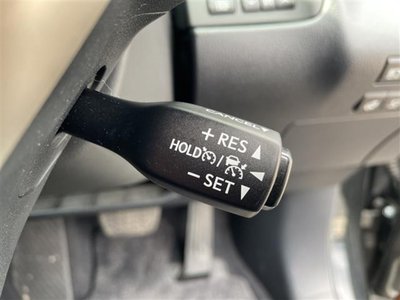 CANCEL
+ RES ▲
HOLD /
− SET ▼